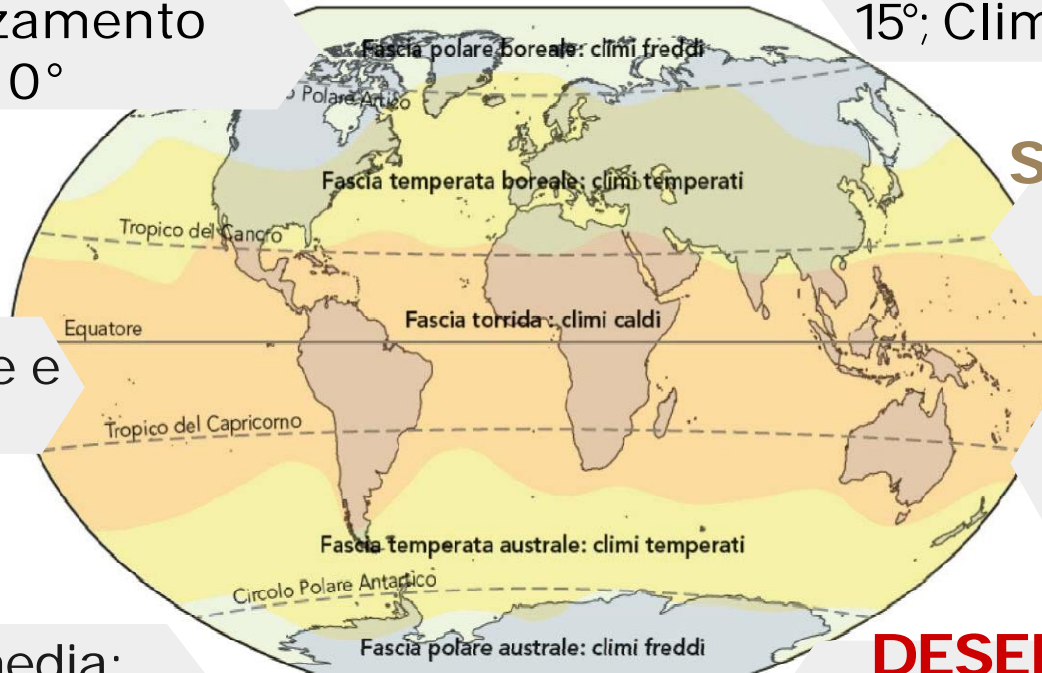 zamento
0°
15°; Clim
Fascia polare boreale: climi freddi
o Polare Artico
Fascia temperata boreale: climi temperati
S
Tropico del Cancro
Fascia torrida : climi caldi
Equatore
e e
Tropico del Capricorno
Fascia temperata australe: climi temperati
Circolo Polare Antartico
Fascia polare australe: climi freddi
nedia:
DESE